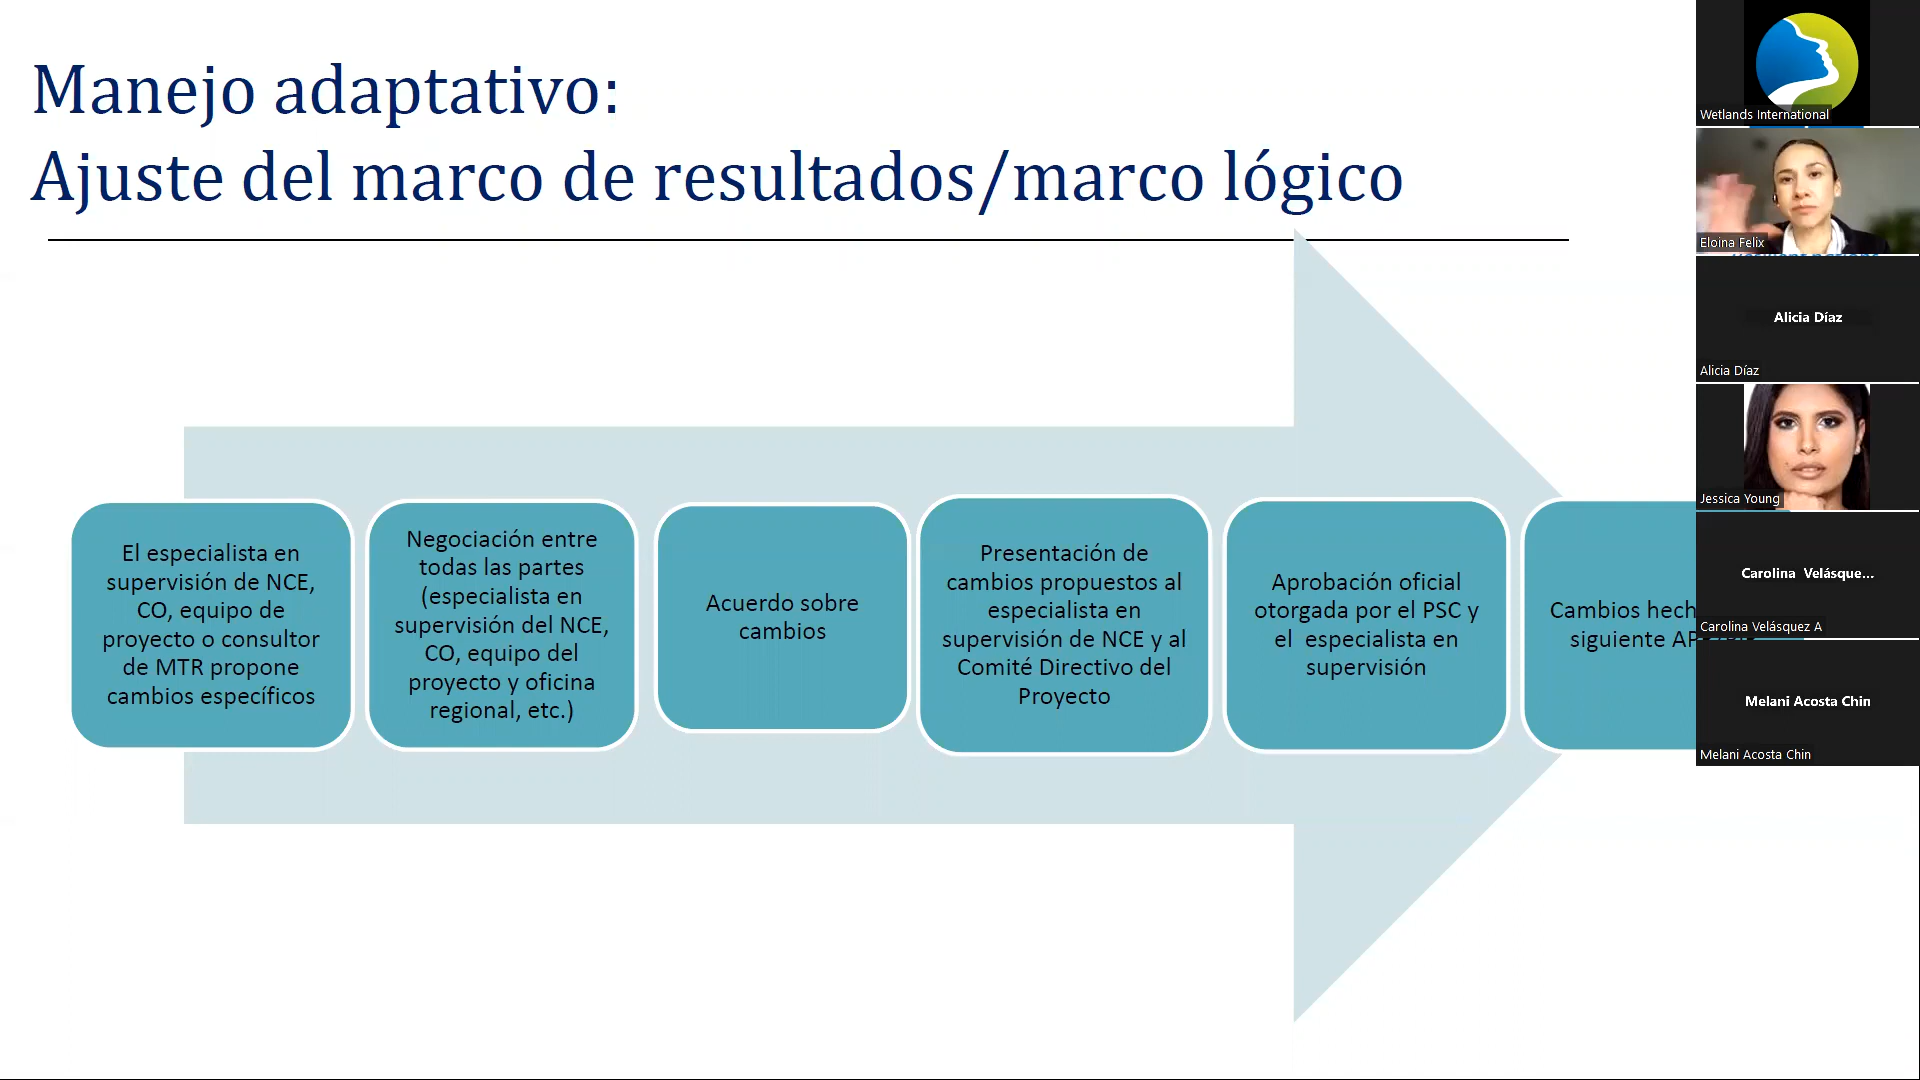 Manejo adaptativo:
Ajuste del marco de resultados/marco lógico
El especialista en
supervisión de NCE,
CO, equipo de
proyecto o consultor
de MTR propone
cambios específicos
Negociación entre
todas las partes
(especialista en
supervisión del NCE,
CO, equipo del
proyecto y oficina
regional, etc.)
Acuerdo sobre
cambios
Presentación de
cambios propuestos al
especialista en
supervisión de NCE y al
Comité Directivo del
Proyecto
Aprobación oficial
otorgada por el PSC y
el especialista en
supervisión
Cambios
siguiente
Wetlands International
Eloina Felix
Alicia Díaz
Alicia Díaz
Jessica Young
Carolina Velásque...
Carolina Velásquez A
Melani Acosta Chin
Melani Acosta Chin